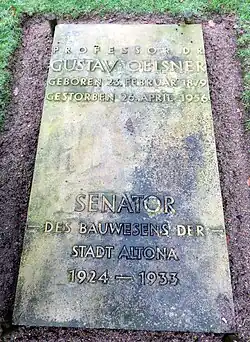 PROFESSOR DR
GUSTAV OELSNER
GEBOREN 23. FEBRUAR 1879
GESTORBEN 26. APRIL 1956
SENATOR
– DES BAUWESENS DER –
STADT ALTONA
1924 – 1933